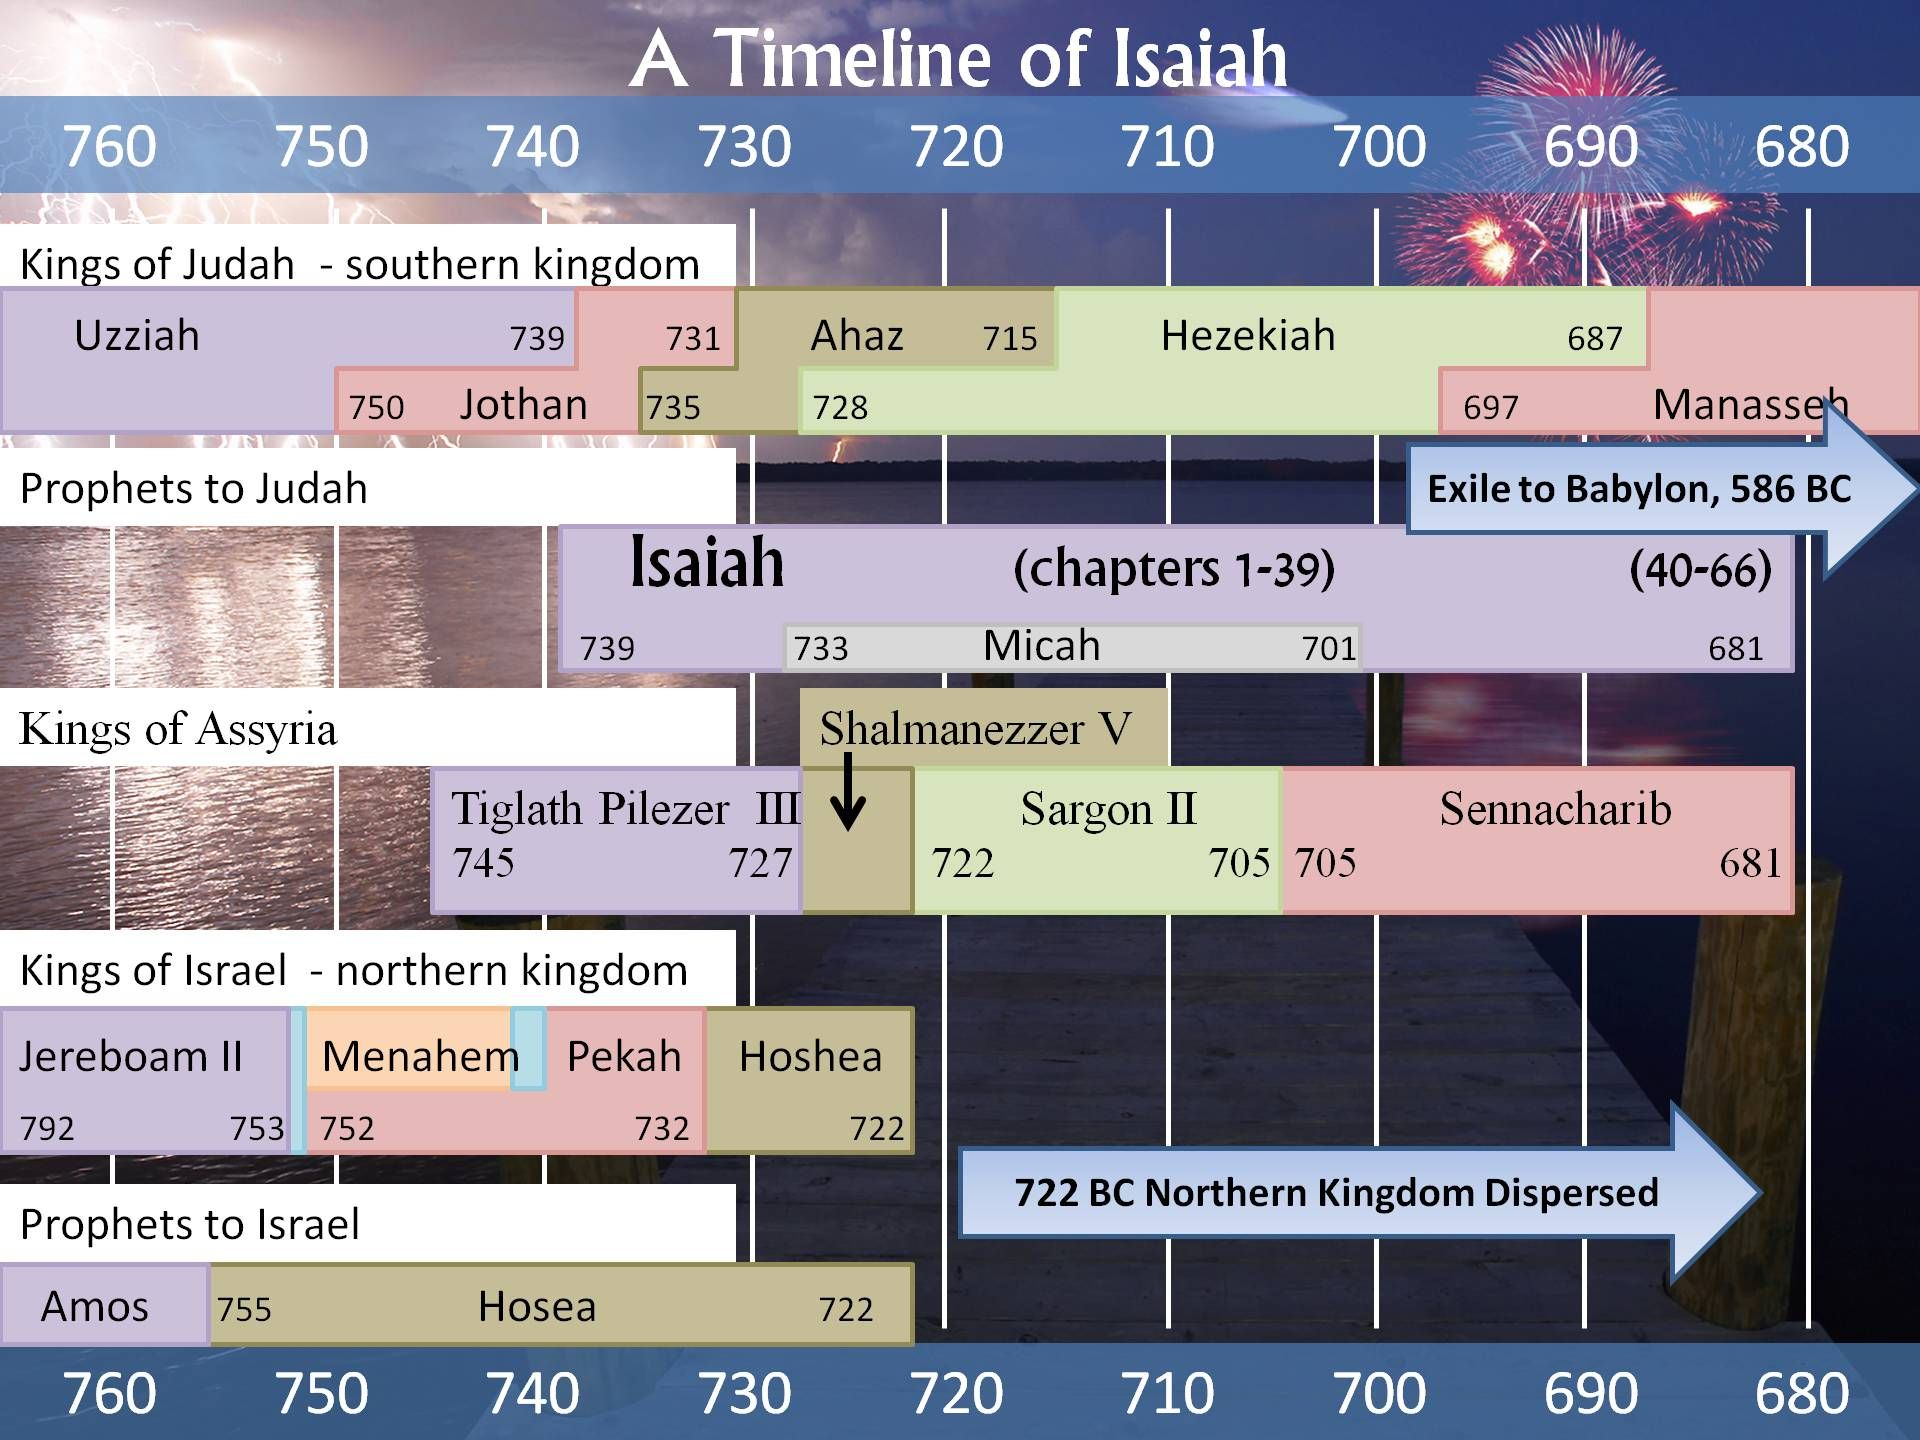 A Timeline of Isaiah
760 750 740 730 720 710 700 690 680
Kings of Judah - southern kingdom
Uzziah 739 731 Ahaz 715 Hezekiah 687
750 Jothan 735 728 697 Manasseh
Prophets to Judah
Exile to Babylon, 586 BC
Isaiah (chapters 1-39) (40-66)
739 733 Micah 701 681
Kings of Assyria
Shalmanezzer V
Tiglath Pilezer III Sargon II Sennacharib
745 727 722 705 705 681
Kings of Israel - northern kingdom
Jereboam II Menahem Pekah Hoshea
792 753 752 732 722
722 BC Northern Kingdom Dispersed
Prophets to Israel
Amos 755 Hosea 722
760 750 740 730 720 710 700 690 680